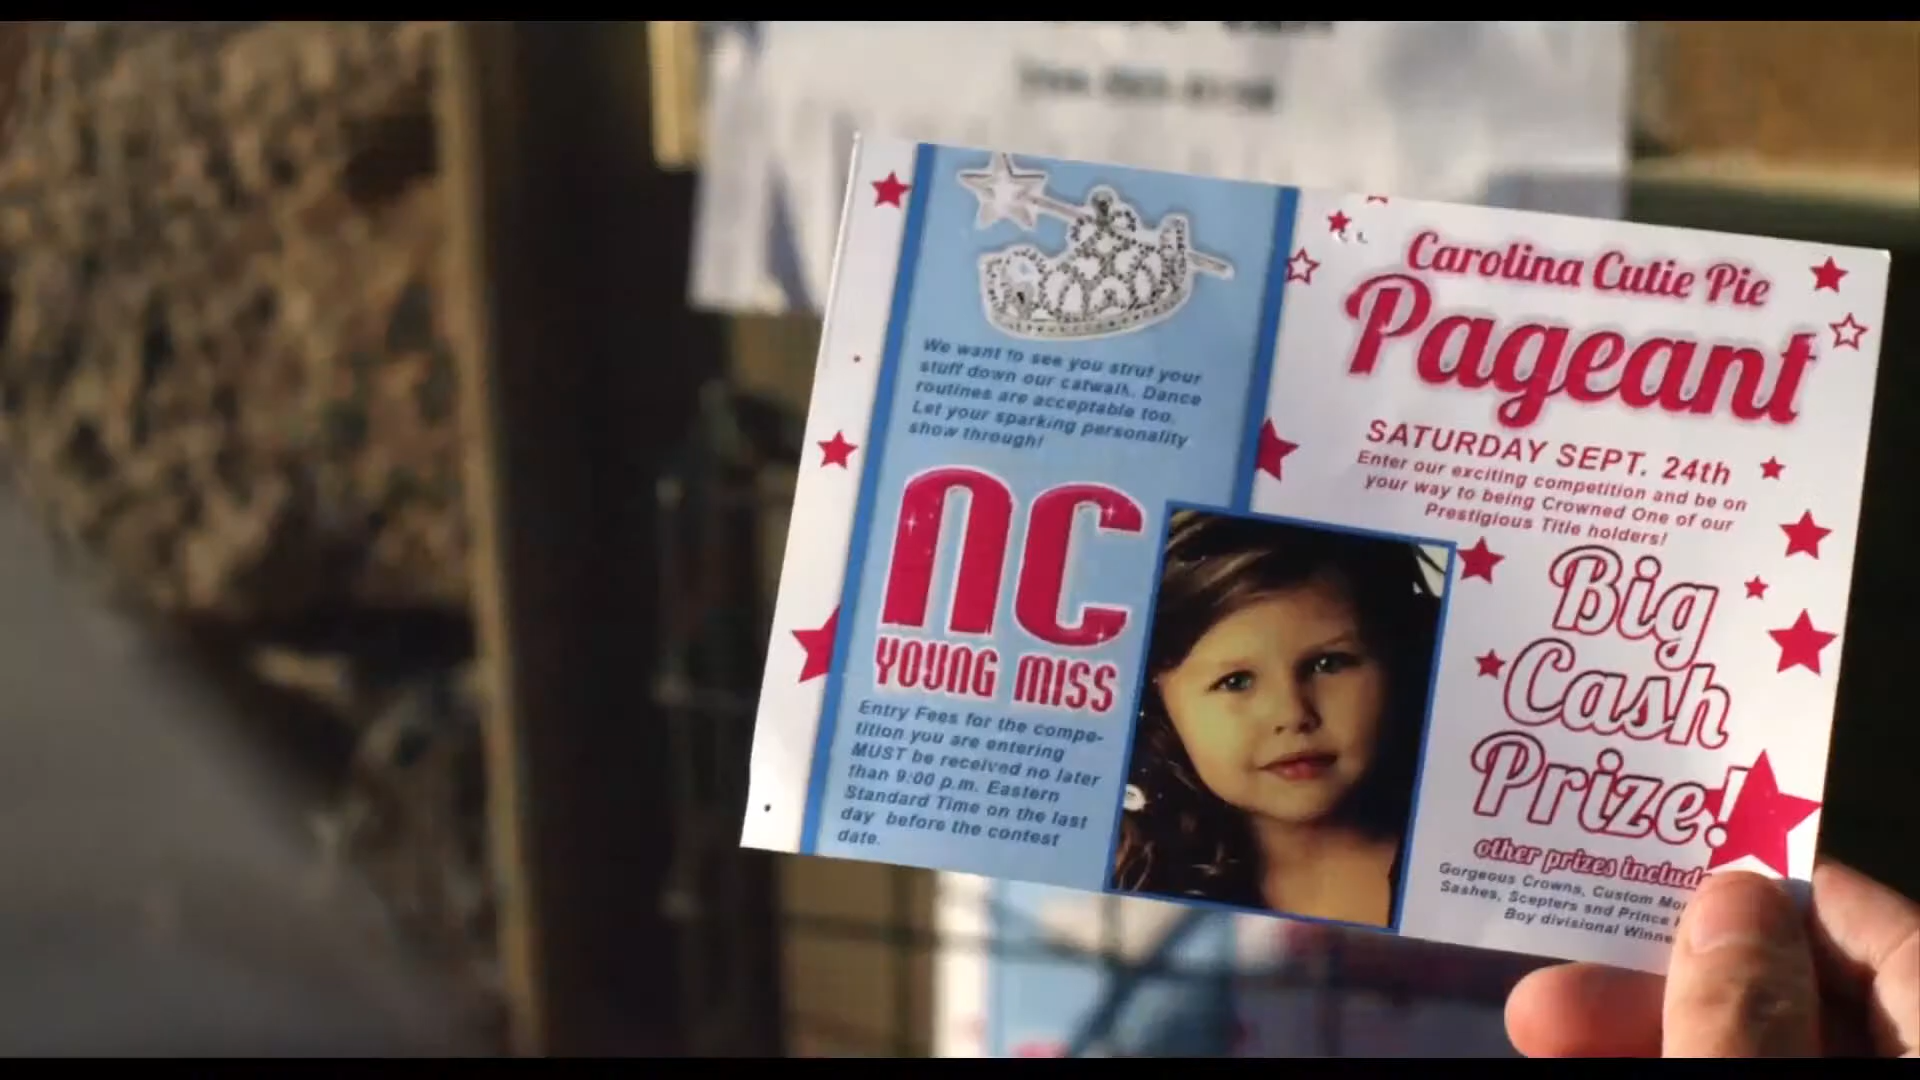 We want to see you strut your
stuff down our catwalk. Dance
routines are acceptable too.
Let your sparking personality
show through!
NC
YOUNG MISS
Entry Fees for the compe-
tition you are entering
MUST be received no later
than 9:00 p.m. Eastern
Standard Time on the last
day before the contest
date.
Carolina Cutie Pie
Pageant
SATURDAY SEPT. 24th
Enter our exciting competition and be on
your way to being Crowned One of our
Prestigious Title holders!
Big
Cash
Prize!
other prizes include
Gorgeous Crowns, Custom
Sashes, Scepters snd Prince
Boy divisional